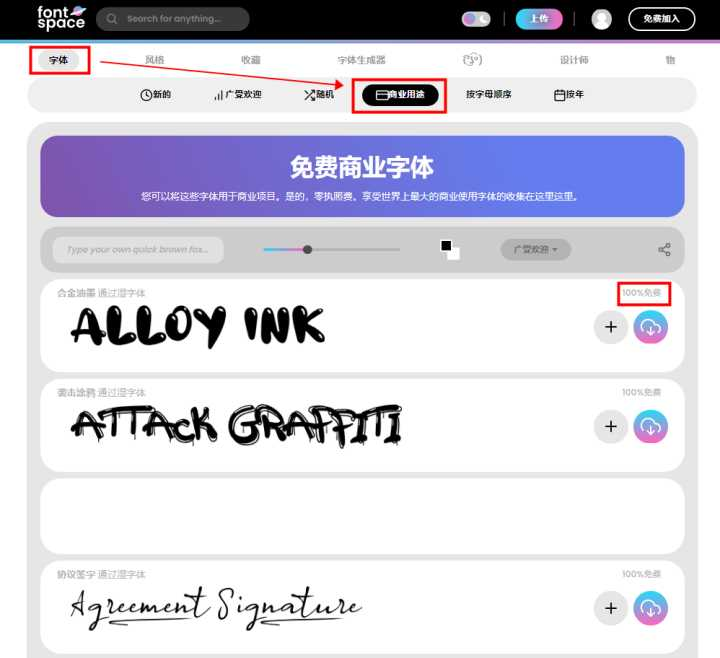 font
space
Search for anything...
上传
免费加入
字体
风格
收藏
字体生成器
设计师
物
新的
广受欢迎
随机
商业用途
按字母顺序
按年
免费商业字体
您可以将这些字体用于商业项目。是的，零执照费。享受世界上最大的商业使用字体的收集在这里这里。
Type your own quick brown fox...
广受欢迎
合金油墨 通过湿字体
100%免费
ALLOY INK
袭击涂鸦 通过湿字体
100%免费
ATTACK GRAFFITI
协议签字 通过湿字体
100%免费
Agreement Signature